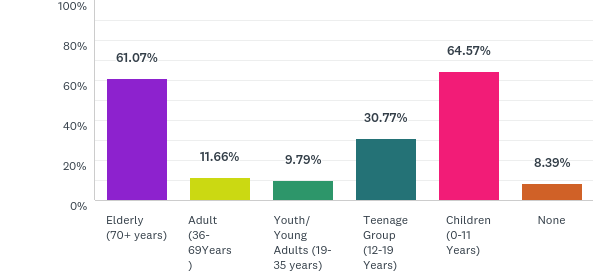 100%
80%
60%
40%
20%
0%
61.07%
11.66%
9.79%
30.77%
64.57%
8.39%
Elderly
(70+ years)
Adult
(36-
69Years
)
Youth/
Young
Adults (19-
35 years)
Teenage
Group
(12-19
Years)
Children
(0-11
Years)
None